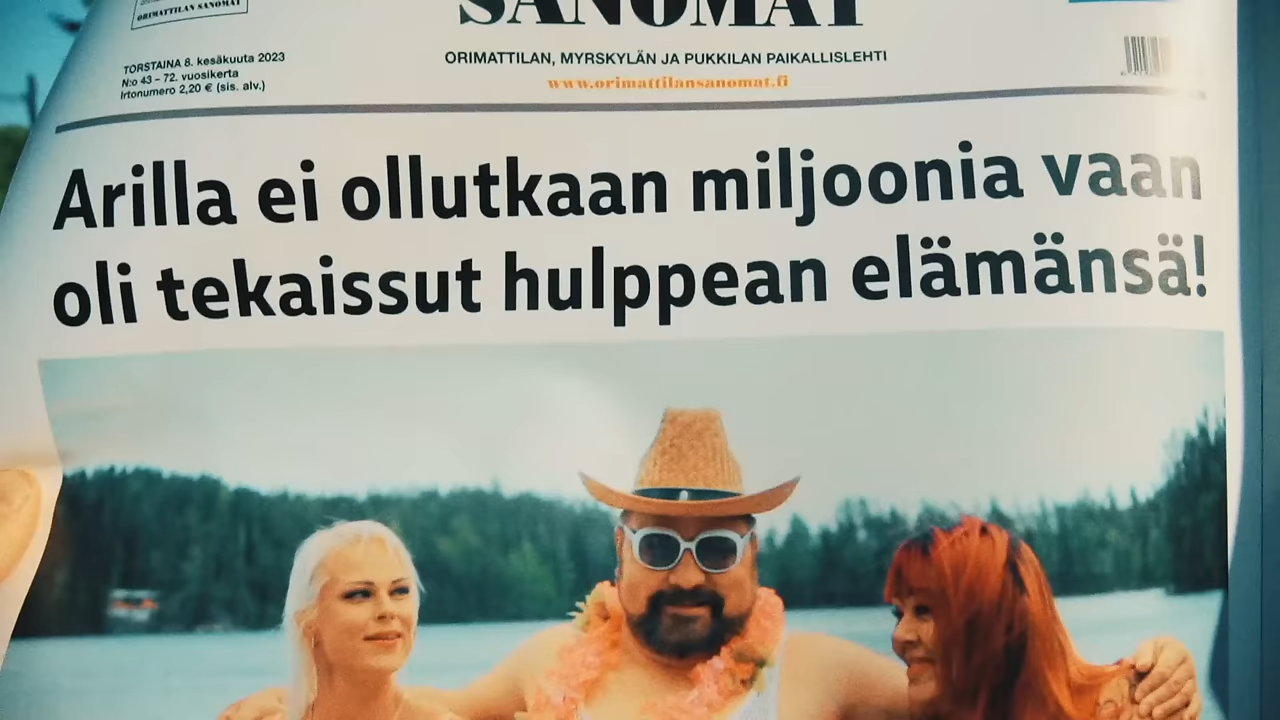 ORIMATTILAN SANOMAT
SANOMAT
TORSTAINA 8. kesäkuuta 2023
N:o 43 – 72. vuosikerta
Irtonumero 2,20 € (sis. alv.)
ORIMATTILAN, MYRSKYLÄN JA PUKKILAN PAIKALLISLEHTI
www.orimattilansanomat.fi
Arilla ei ollutkaan miljoonia vaan
oli tekaissut hulppean elämänsä!